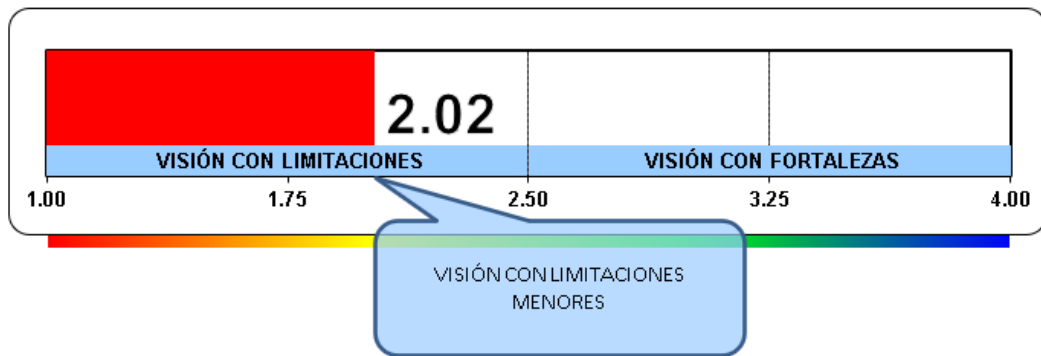 2.02
VISIÓN CON LIMITACIONES VISIÓN CON FORTALEZAS
1.00 1.75 2.50 3.25 4.00
VISIÓN CON LIMITACIONES
MENORES